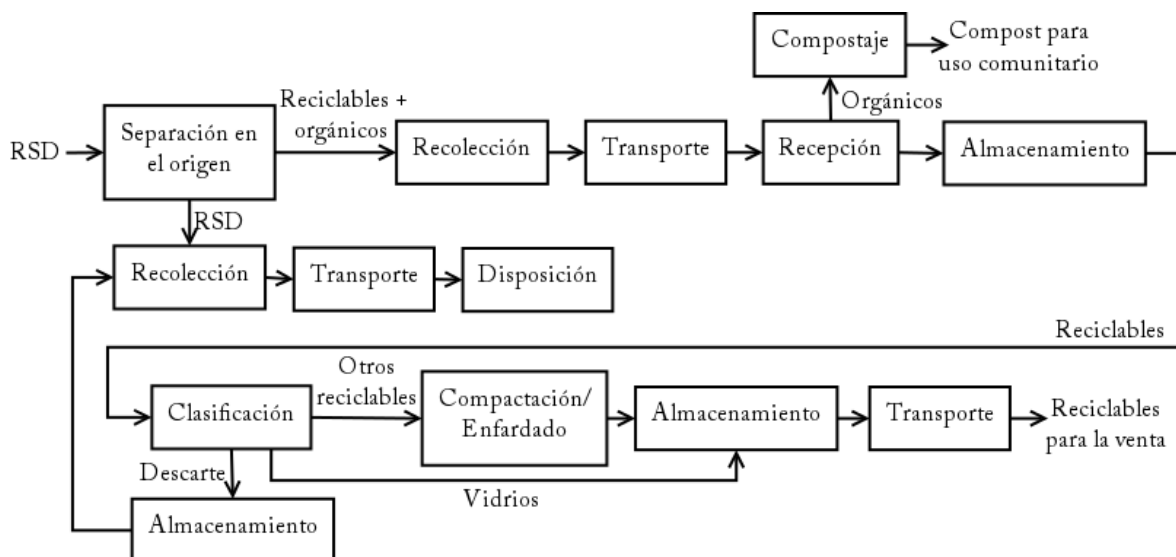 Compostaje
Compost para
uso comunitario
Reciclables +
orgánicos
Orgánicos
RSD
Separación en
el origen
Recolección
Transporte
Recepción
Almacenamiento
RSD
Recolección
Transporte
Disposición
Reciclables
Otros
reciclables
Clasificación
Compactación/
Enfardado
Almacenamiento
Transporte
Reciclables
para la venta
Descarte
Vidrios
Almacenamiento